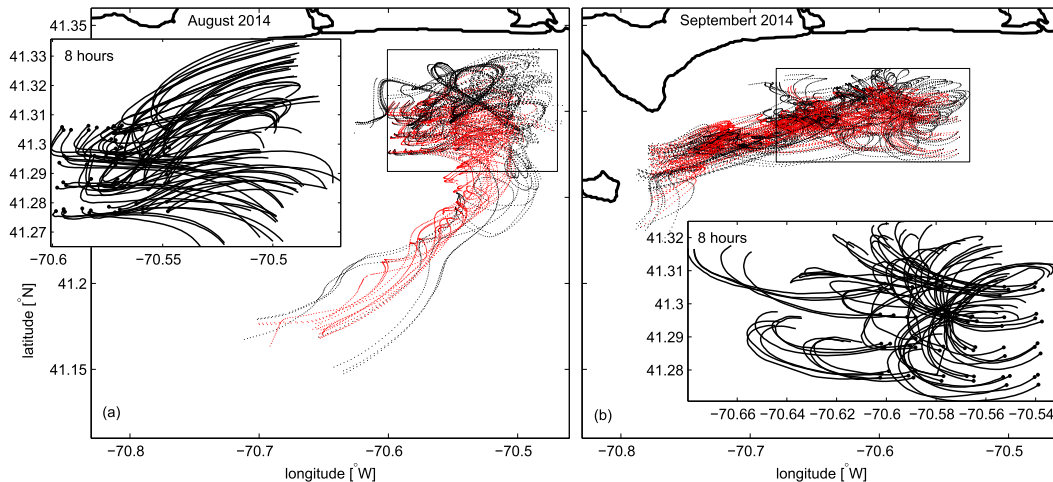 August 2014
Septembert 2014
41.35
41.2
41.15
latitude [°N]
8 hours
41.33
41.32
41.31
41.3
41.29
41.28
41.27
−70.6 −70.55 −70.5
(a)
−70.8 −70.7 −70.6 −70.5
longitude [°W]
8 hours
41.32
41.31
41.3
41.29
41.28
−70.66 −70.64 −70.62 −70.6 −70.58 −70.56 −70.54
(b)
−70.8 −70.7 −70.6 −70.5
longitude [°W]